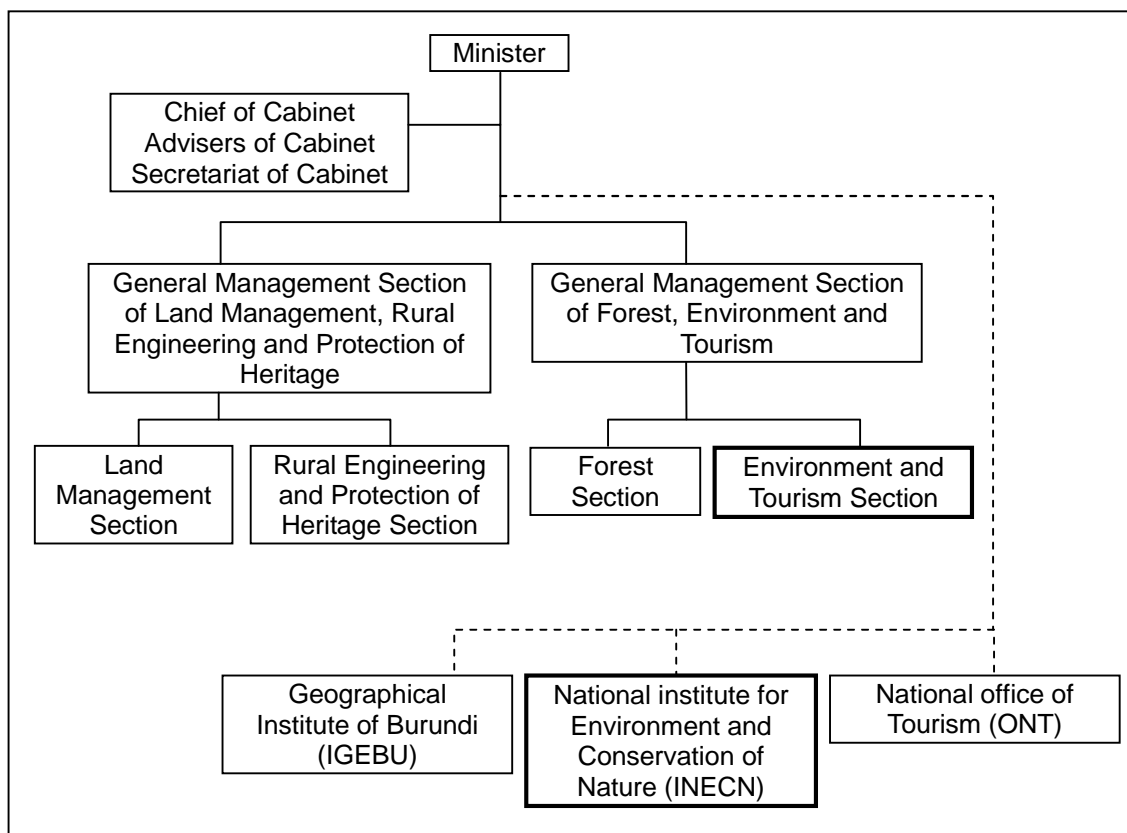 Minister
Chief of Cabinet
Advisers of Cabinet
Secretariat of Cabinet
General Management Section
of Land Management, Rural
Engineering and Protection of
Heritage
General Management Section
of Forest, Environment and
Tourism
Land
Management
Section
Rural Engineering
and Protection of
Heritage Section
Forest
Section
Environment and
Tourism Section
Geographical
Institute of Burundi
(IGEBU)
National institute for
Environment and
Conservation of
Nature (INECN)
National office of
Tourism (ONT)